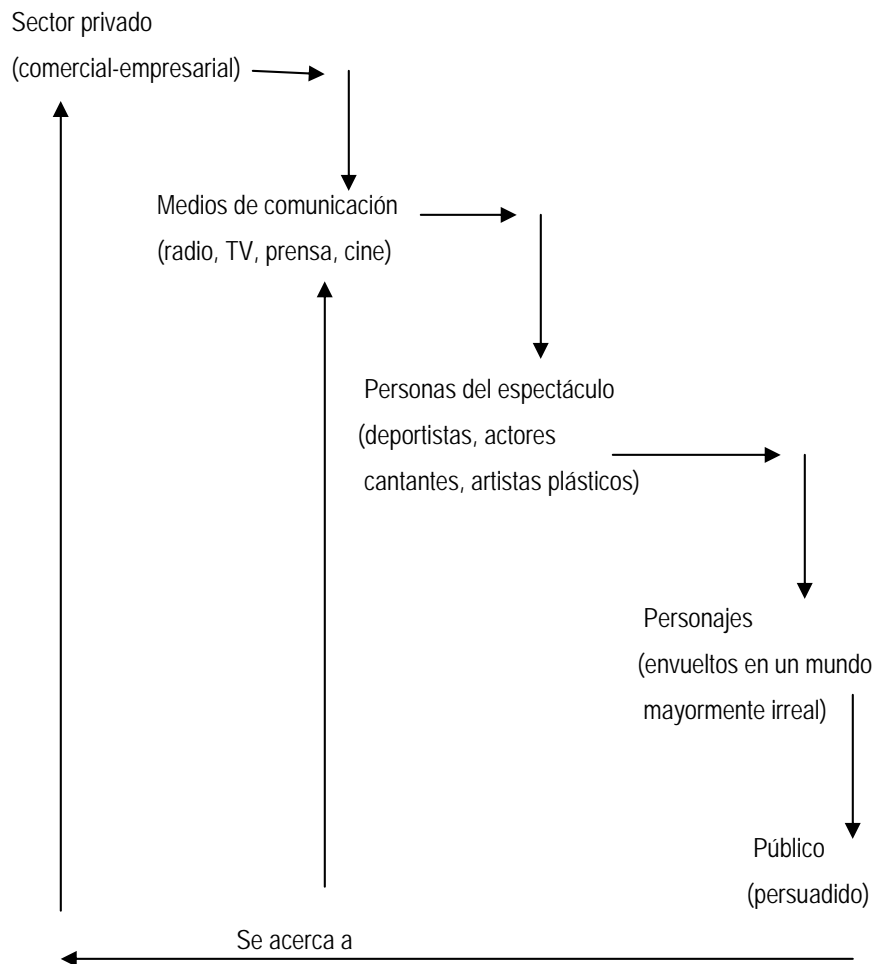 Sector privado
(comercial-empresarial)
Medios de comunicación
(radio, TV, prensa, cine)
Personas del espectáculo
(deportistas, actores
cantantes, artistas plásticos)
Personajes
(envueltos en un mundo
mayormente irreal)
Público
(persuadido)
Se acerca a